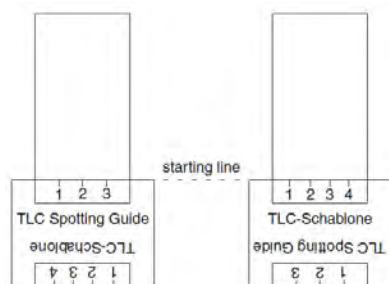 starting line
1 2 3
TLC Spotting Guide
TLC-Schablone
1 2 3 4
1 2 3 4
TLC-Schablone
TLC Spotting Guide
1 2 3